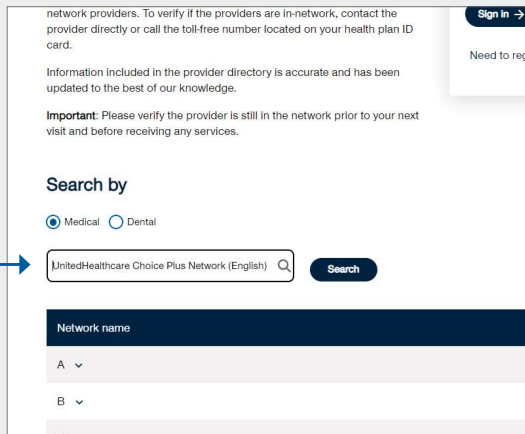 network providers. To verify if the providers are in-network, contact the
provider directly or call the toll-free number located on your health plan ID
card.
Information included in the provider directory is accurate and has been
updated to the best of our knowledge.
Important: Please verify the provider is still in the network prior to your next
visit and before receiving any services.
Sign in →
Need to reg
Search by
Medical Dental
UnitedHealthcare Choice Plus Network (English)
Search
Network name
A
B